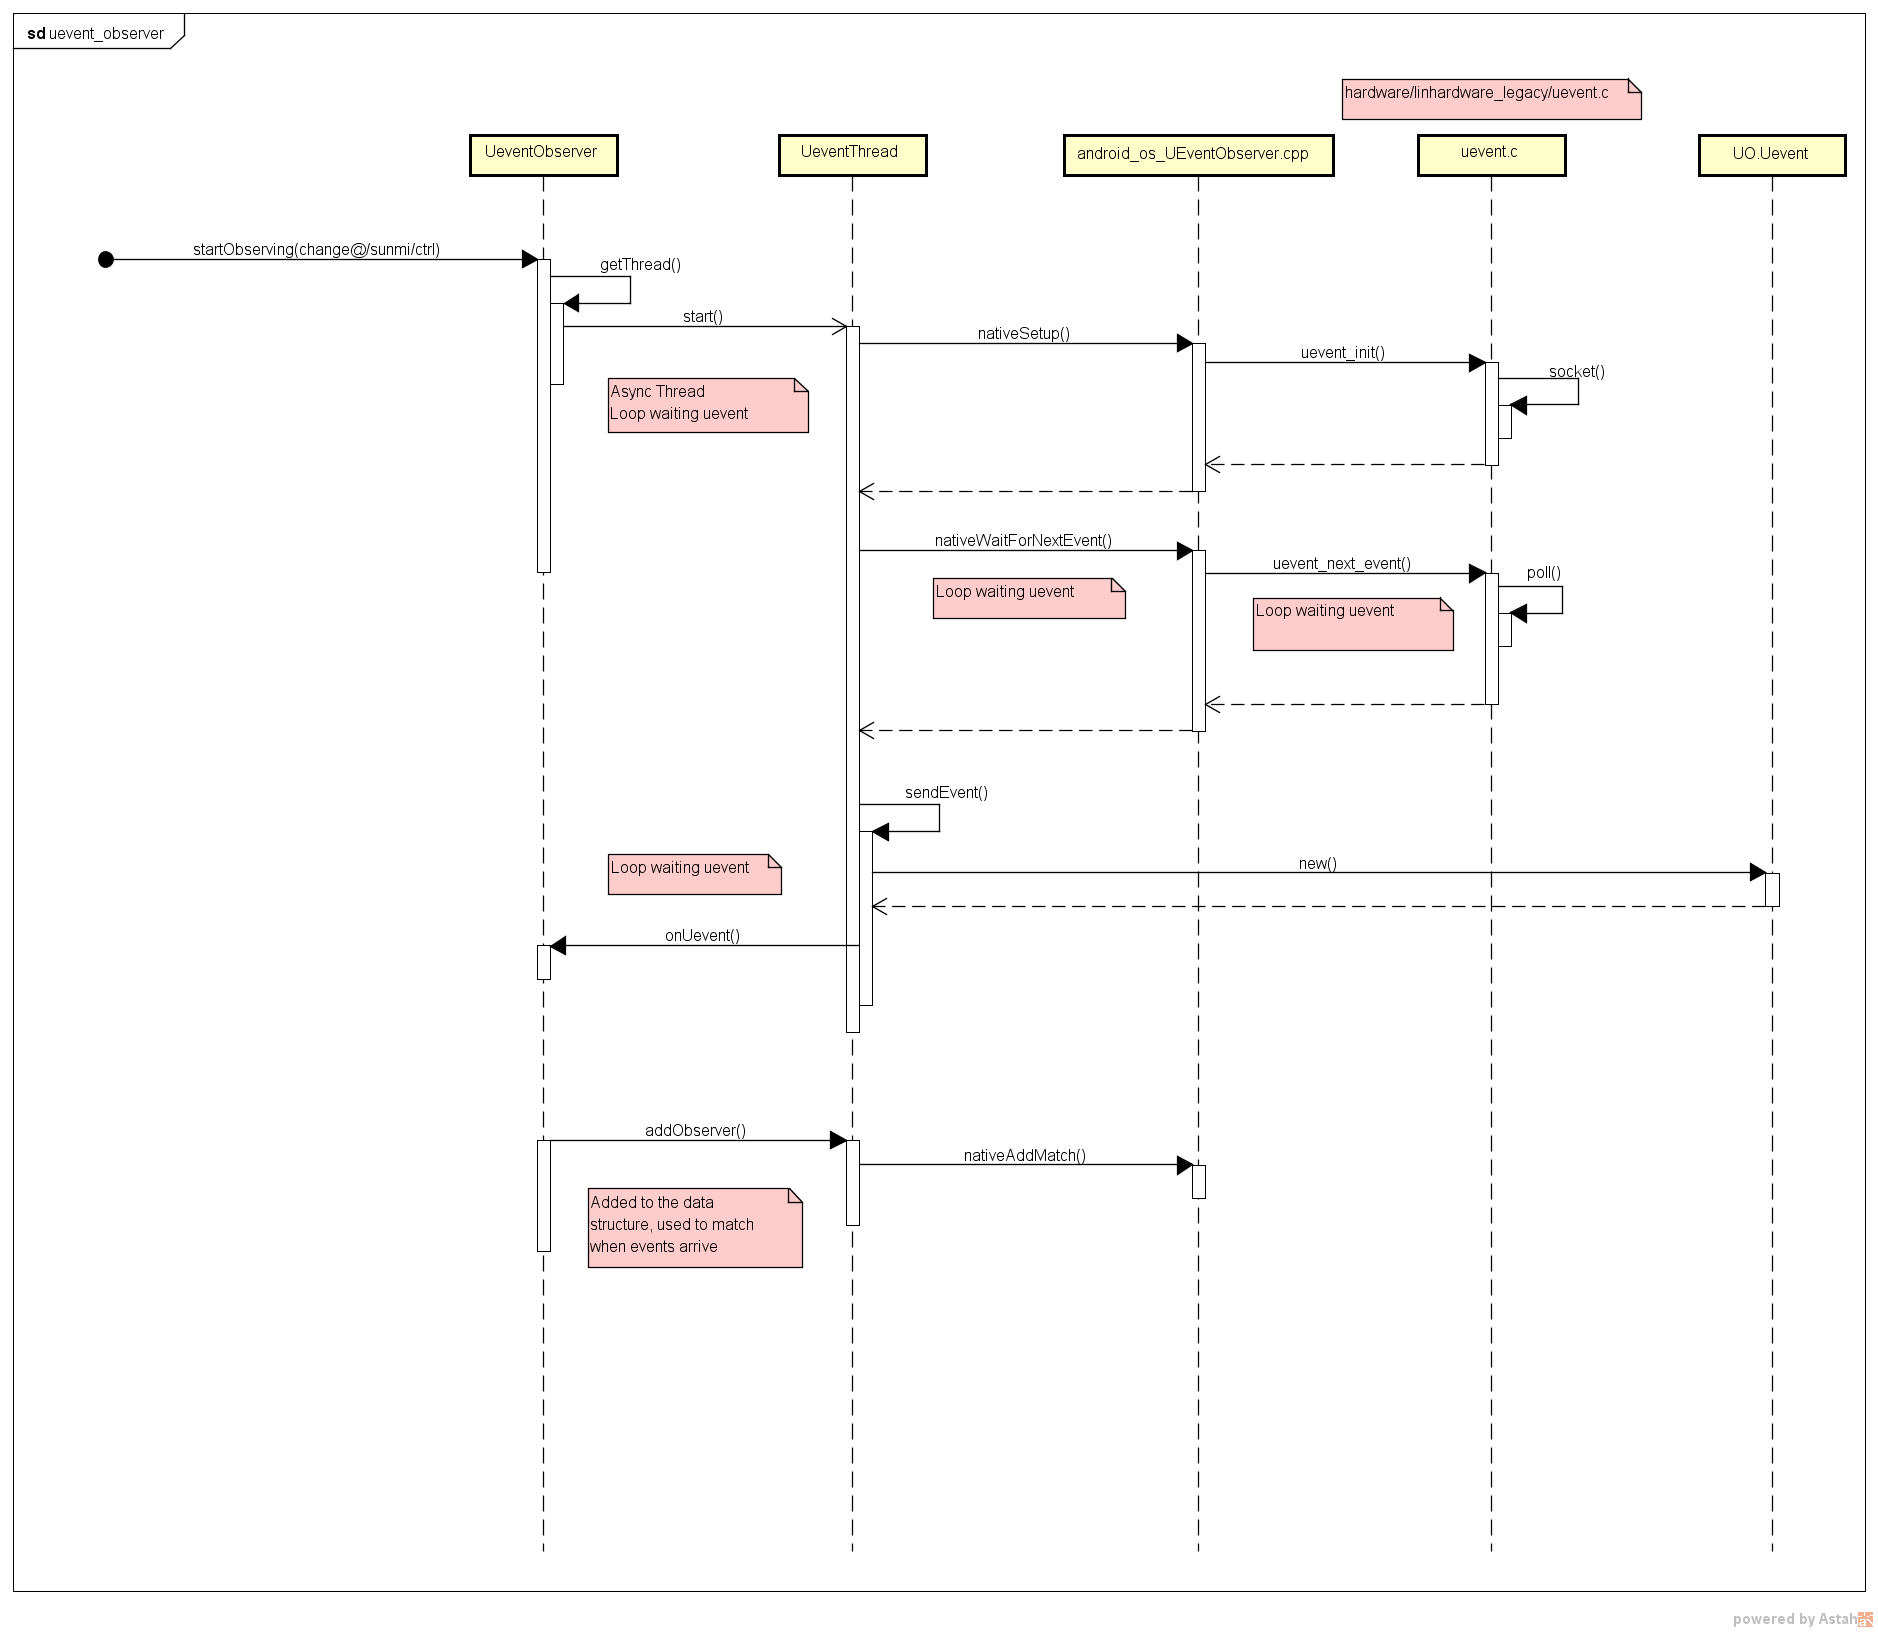 sd uevent_observer
hardware/linhardware_legacy/uevent.c
UeventObserver
UeventThread
android_os_UEventObserver.cpp
uevent.c
UO.Uevent
startObserving(change@/sunmi/ctrl)
getThread()
start()
nativeSetup()
uevent_init()
socket()
Async Thread
Loop waiting uevent
nativeWaitForNextEvent()
uevent_next_event()
poll()
Loop waiting uevent
Loop waiting uevent
sendEvent()
Loop waiting uevent
new()
onUevent()
addObserver()
nativeAddMatch()
Added to the data
structure, used to match
when events arrive
powered by Astah